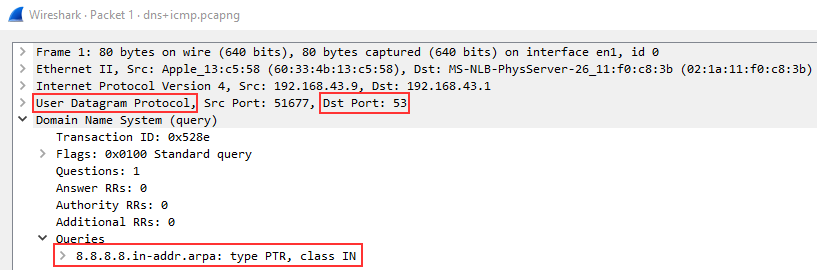 Wireshark · Packet 1 · dns+icmp.pcapng
Frame 1: 80 bytes on wire (640 bits), 80 bytes captured (640 bits) on interface en1, id 0
Ethernet II, Src: Apple_13:c5:58 (60:33:4b:13:c5:58), Dst: MS-NLB-PhysServer-26_11:f0:c8:3b (02:1a:11:f0:c8:3b)
Internet Protocol Version 4, Src: 192.168.43.9, Dst: 192.168.43.1
User Datagram Protocol, Src Port: 51677, Dst Port: 53
Domain Name System (query)
Transaction ID: 0x528e
Flags: 0x0100 Standard query
Questions: 1
Answer RRs: 0
Authority RRs: 0
Additional RRs: 0
Queries
8.8.8.8.in-addr.arpa: type PTR, class IN